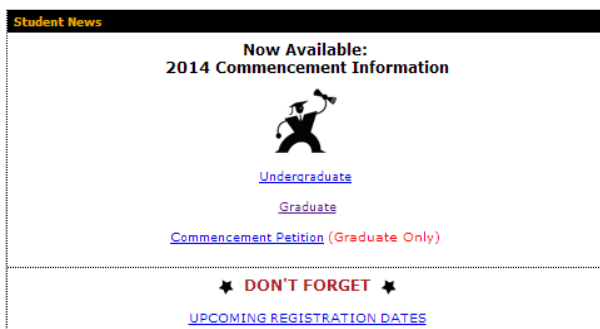 Student News
Now Available:
2014 Commencement Information
Undergraduate
Graduate
Commencement Petition (Graduate Only)
DON'T FORGET
UPCOMING REGISTRATION DATES